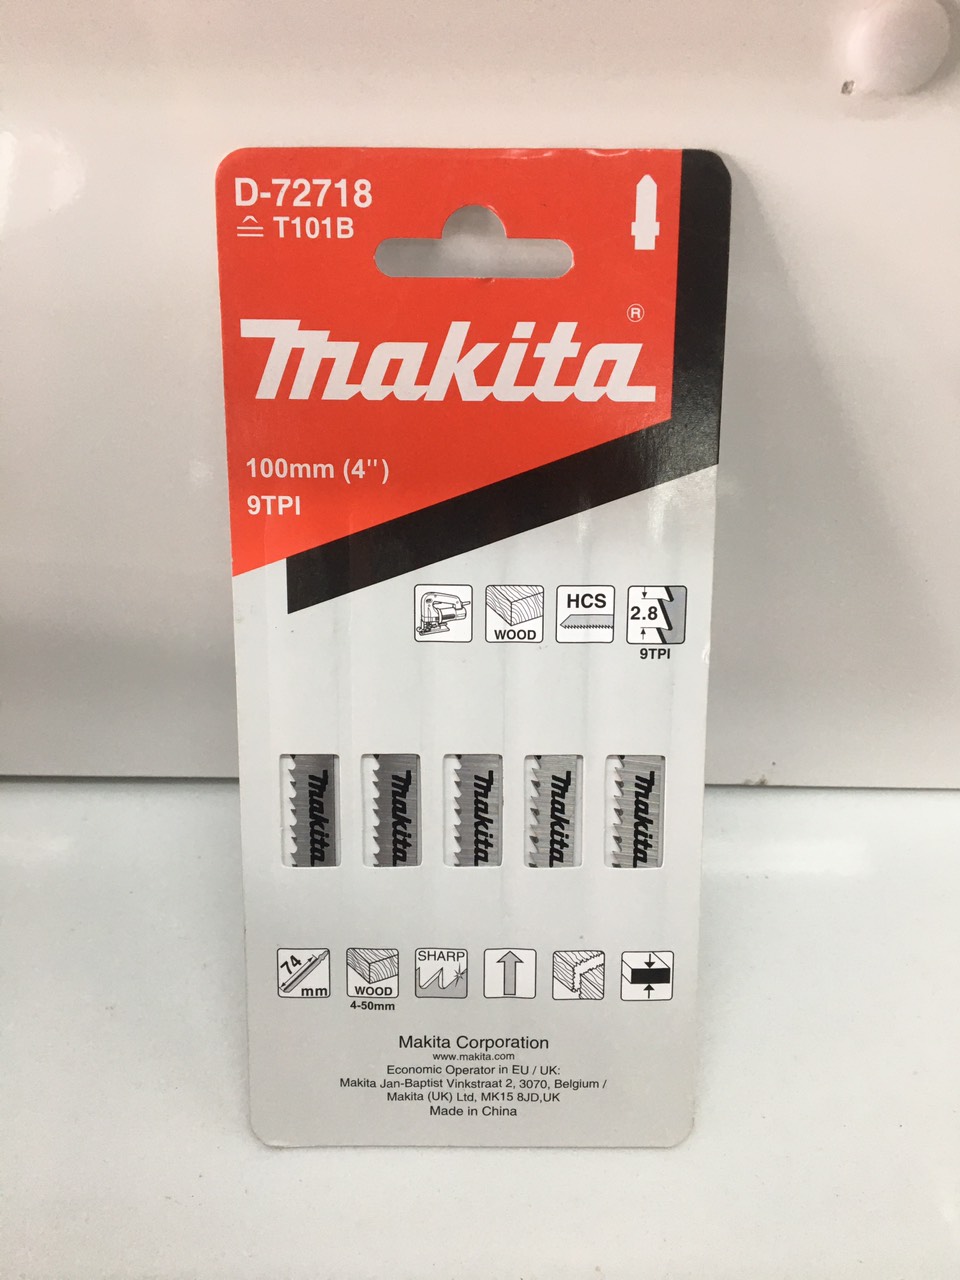 D-72718
≙ T101B
makita®
100mm (4")
9TPI
WOOD
HCS
2.8
9TPI
makita
makita
makita
makita
makita
74
mm
WOOD
4-50mm
SHARP
Makita Corporation
www.makita.com
Economic Operator in EU / UK:
Makita Jan-Baptist Vinkstraat 2, 3070, Belgium /
Makita (UK) Ltd, MK15 8JD,UK
Made in China